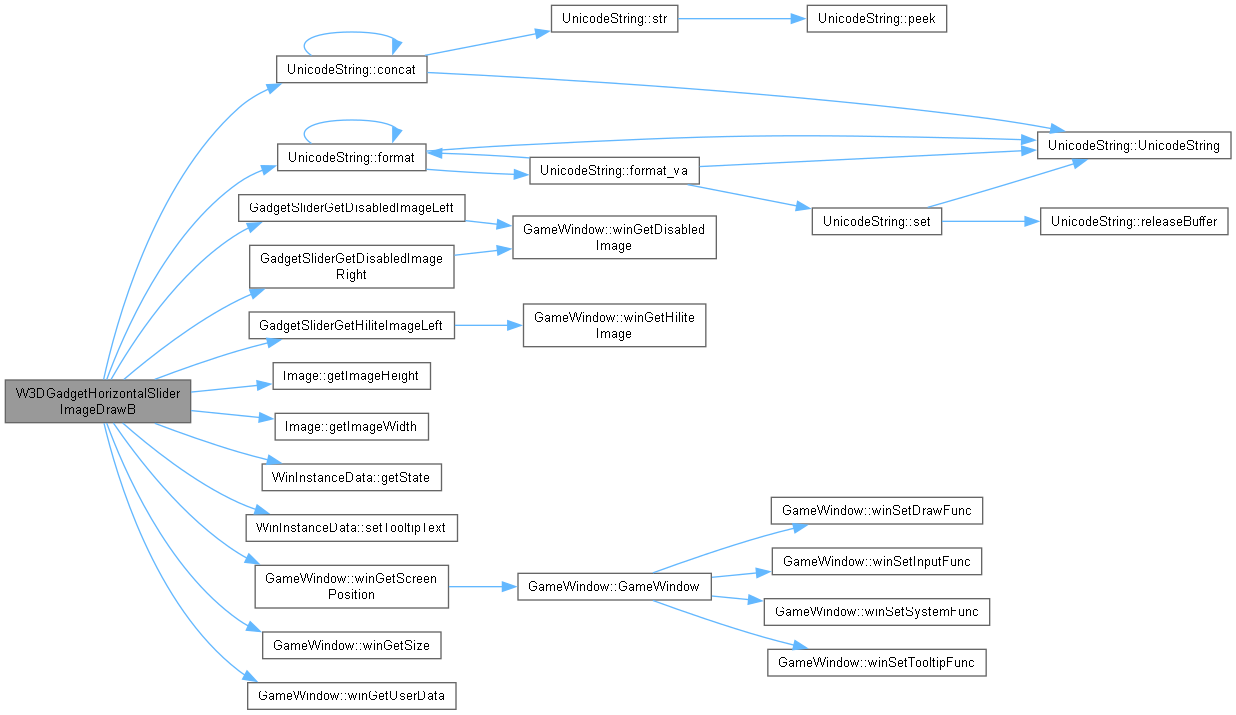 UnicodeString::str
UnicodeString::peek
UnicodeString::concat
UnicodeString::UnicodeString
UnicodeString::format
UnicodeString::format_va
GadgetSliderGetDisabledImageLeft
UnicodeString::set
UnicodeString::releaseBuffer
GameWindow::winGetDisabled
Image
GadgetSliderGetDisabledImage
Right
GadgetSliderGetHiliteImageLeft
GameWindow::winGetHilite
Image
Image::getImageHeight
W3DGadgetHorizontalSlider
ImageDrawB
Image::getImageWidth
WinInstanceData::getState
WinInstanceData::setTooltipText
GameWindow::winSetDrawFunc
GameWindow::winSetInputFunc
GameWindow::winGetScreen
Position
GameWindow::GameWindow
GameWindow::winSetSystemFunc
GameWindow::winGetSize
GameWindow::winSetTooltipFunc
GameWindow::winGetUserData